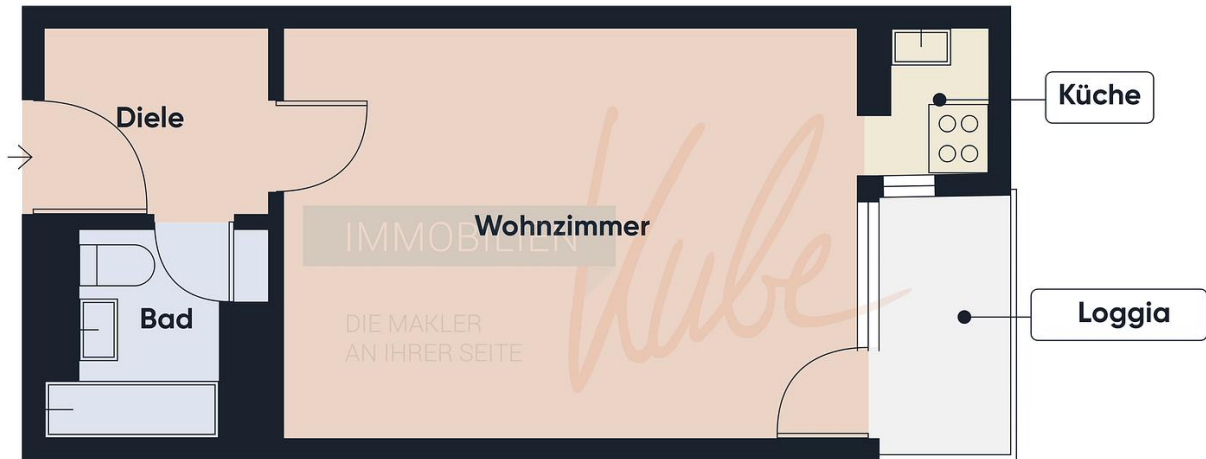 Diele
Küche
Wohnzimmer
IMMOBILIEN
Kube
Bad
Loggia
DIE MAKLER
AN IHRER SEITE